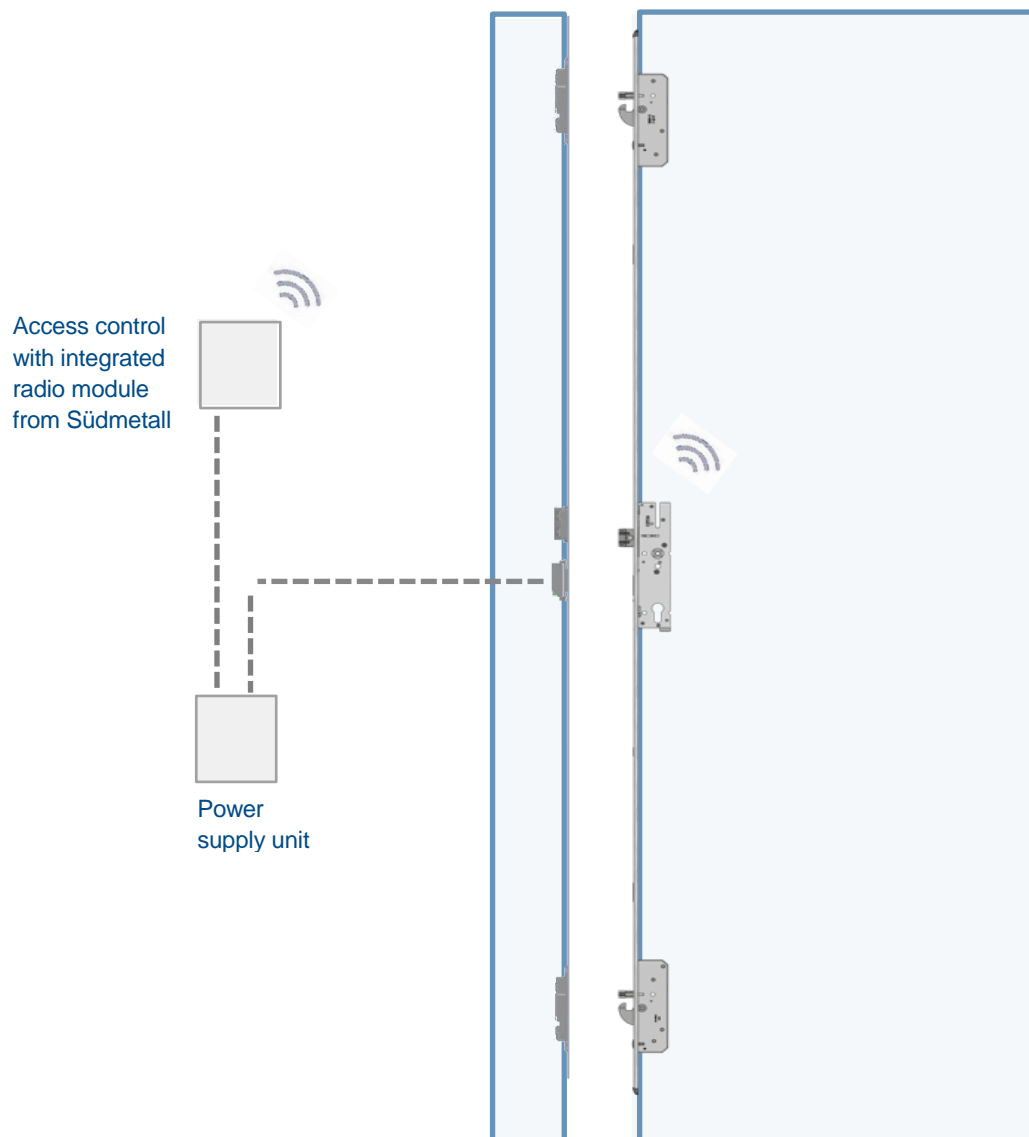 Access control
with integrated
radio module
from Südmetall
Power
supply unit